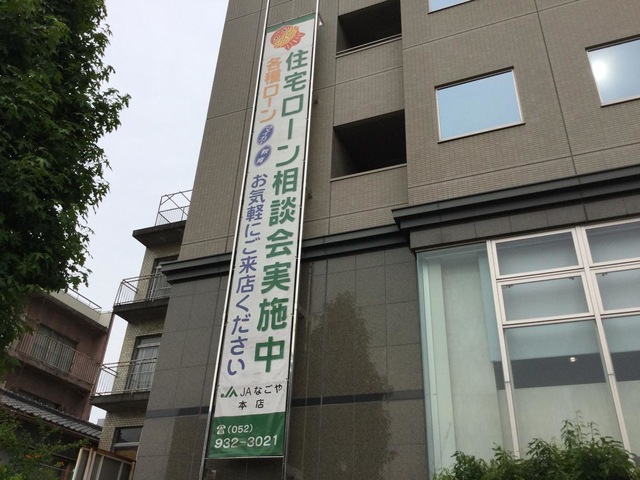 住宅ローン相談会実施中
各種ローン
お気軽にご来店ください
JAなごや
本店
☎(052)
932-3021